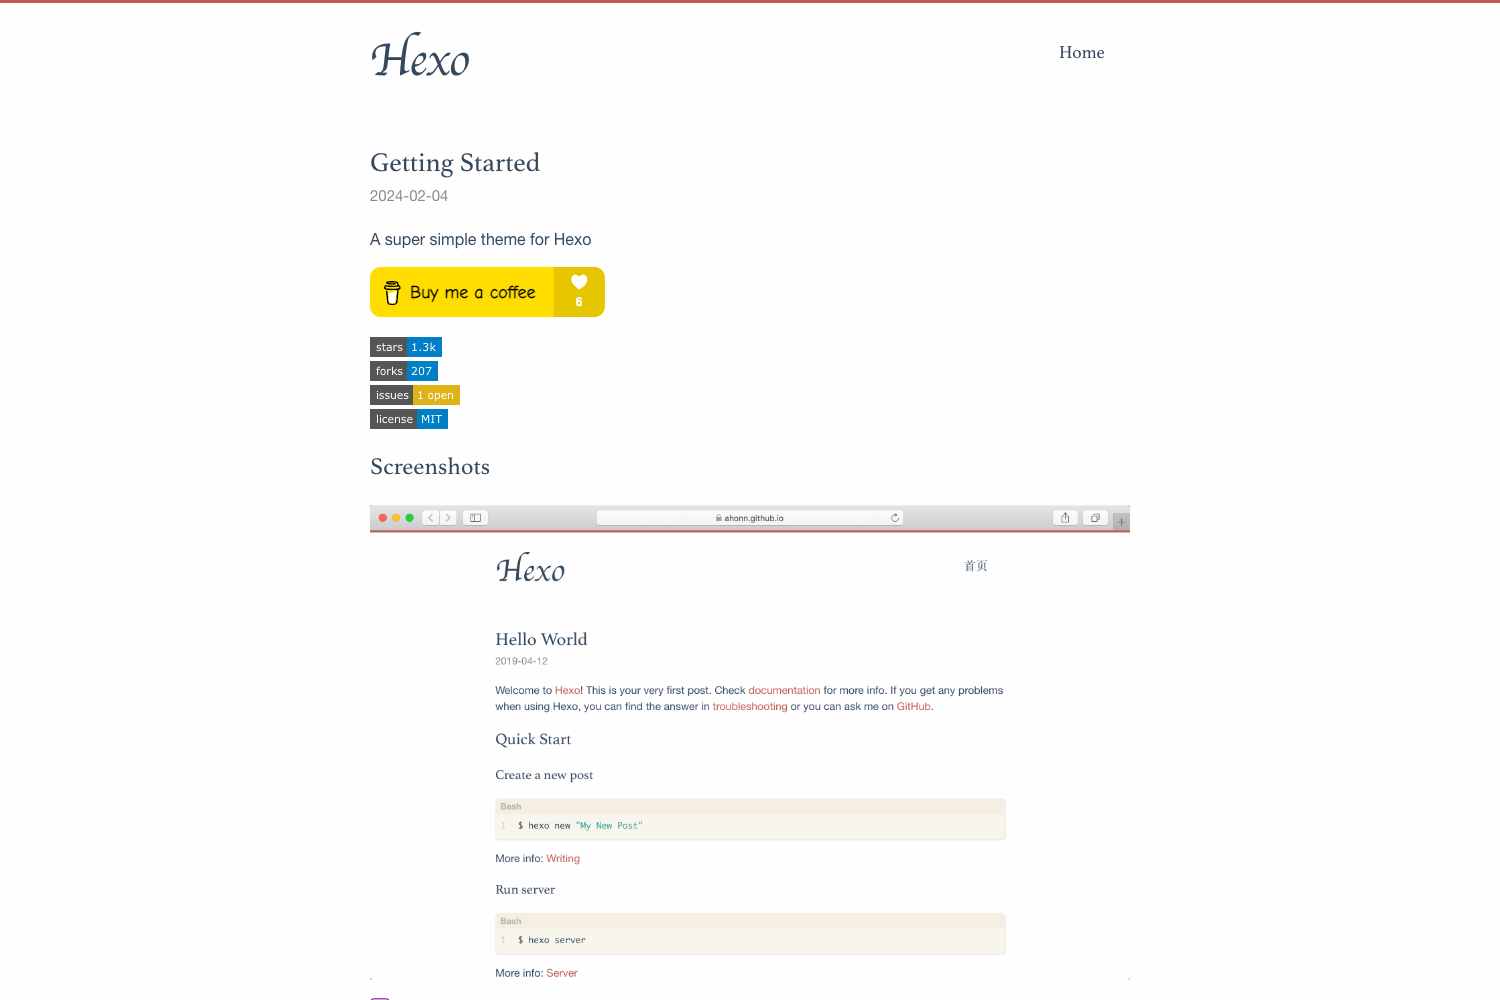 Hexo
Home
Getting Started
2024-02-04
A super simple theme for Hexo
Buy me a coffee
6
stars 1.3k
forks 207
issues 1 open
license MIT
Screenshots
ahonn.github.io
Hexo
首页
Hello World
2019-04-12
Welcome to Hexo! This is your very first post. Check documentation for more info. If you get any problems
when using Hexo, you can find the answer in troubleshooting or you can ask me on GitHub.
Quick Start
Create a new post
Bash
1 $ hexo new "My New Post"
More info: Writing
Run server
Bash
1 $ hexo server
More info: Server